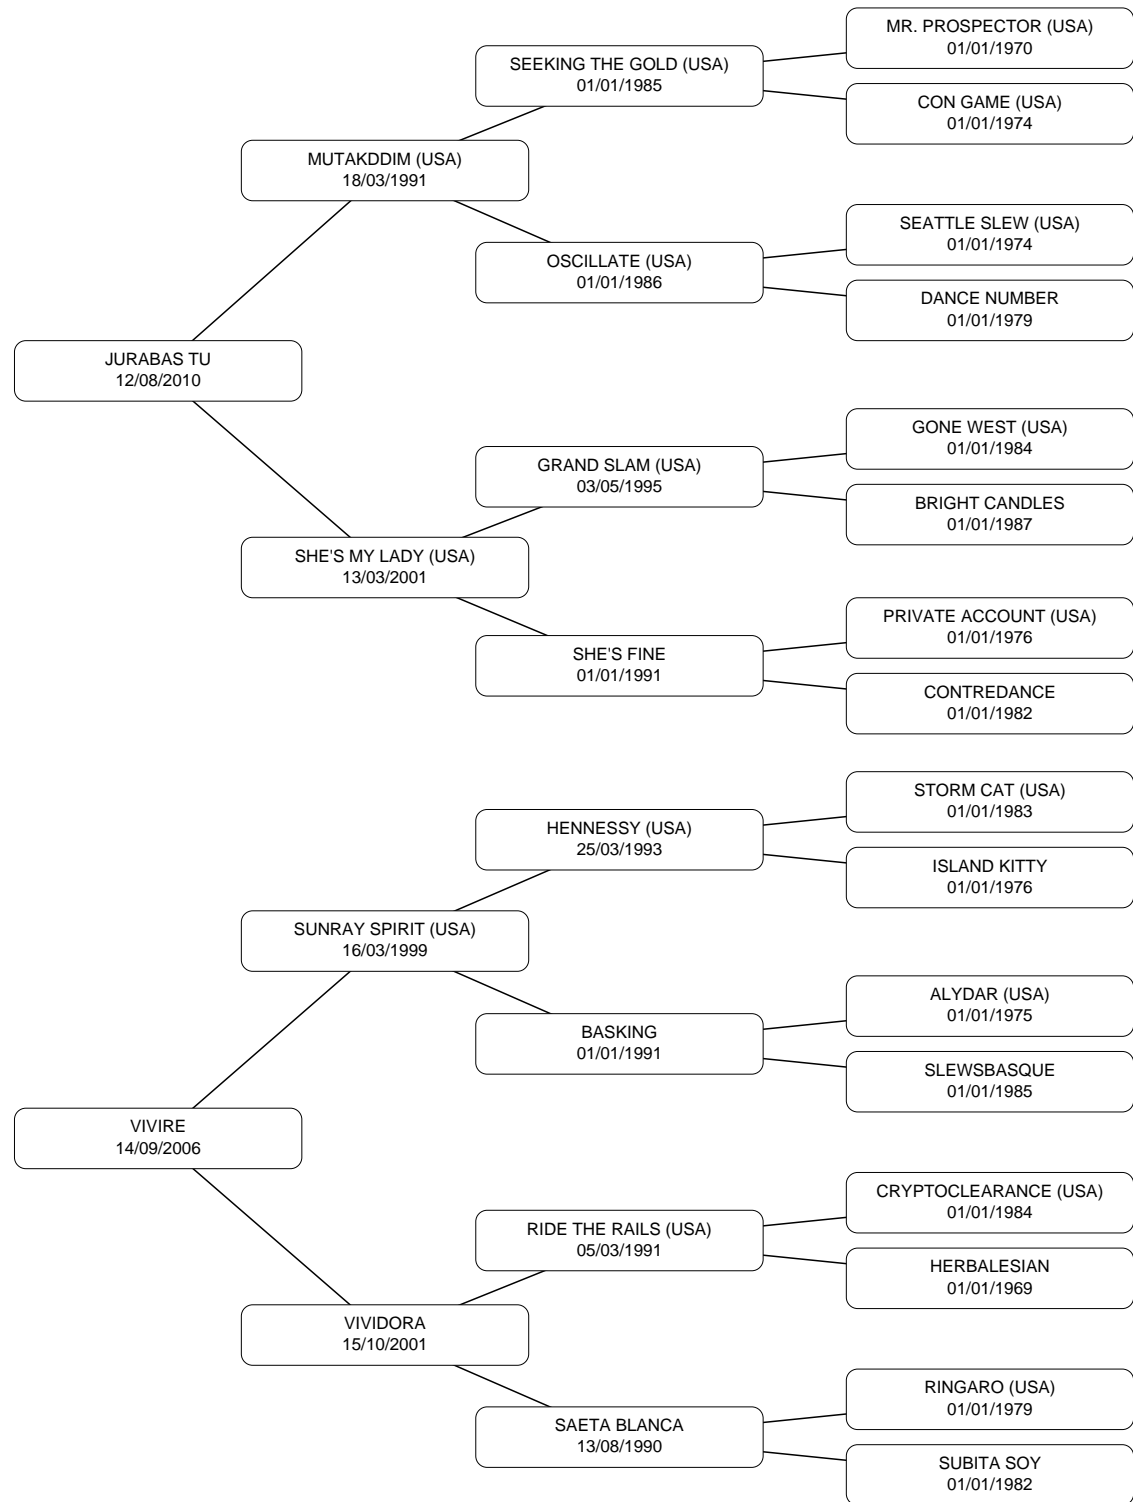 MR. PROSPECTOR (USA)
01/01/1970
SEEKING THE GOLD (USA)
01/01/1985
CON GAME (USA)
01/01/1974
MUTAKDDIM (USA)
18/03/1991
SEATTLE SLEW (USA)
01/01/1974
OSCILLATE (USA)
01/01/1986
DANCE NUMBER
01/01/1979
JURABAS TU
12/08/2010
GONE WEST (USA)
01/01/1984
GRAND SLAM (USA)
03/05/1995
BRIGHT CANDLES
01/01/1987
SHE'S MY LADY (USA)
13/03/2001
PRIVATE ACCOUNT (USA)
01/01/1976
SHE'S FINE
01/01/1991
CONTREDANCE
01/01/1982
STORM CAT (USA)
01/01/1983
HENNESSY (USA)
25/03/1993
ISLAND KITTY
01/01/1976
SUNRAY SPIRIT (USA)
16/03/1999
ALYDAR (USA)
01/01/1975
BASKING
01/01/1991
SLEWSBASQUE
01/01/1985
VIVIRE
14/09/2006
CRYPTOCLEARANCE (USA)
01/01/1984
RIDE THE RAILS (USA)
05/03/1991
HERBALESIAN
01/01/1969
VIVIDORA
15/10/2001
RINGARO (USA)
01/01/1979
SAETA BLANCA
13/08/1990
SUBITA SOY
01/01/1982